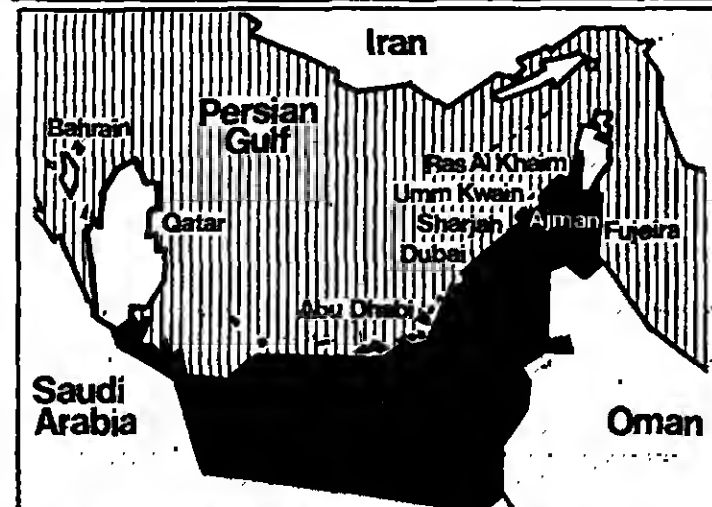 Iran
Persian
Gulf
Bahrain
Qatar
Ras Al Khaim
Umm Kwain
Sharjah
Ajman
Fujeira
Dubai
Abu Dhabi
Saudi
Arabia
Oman